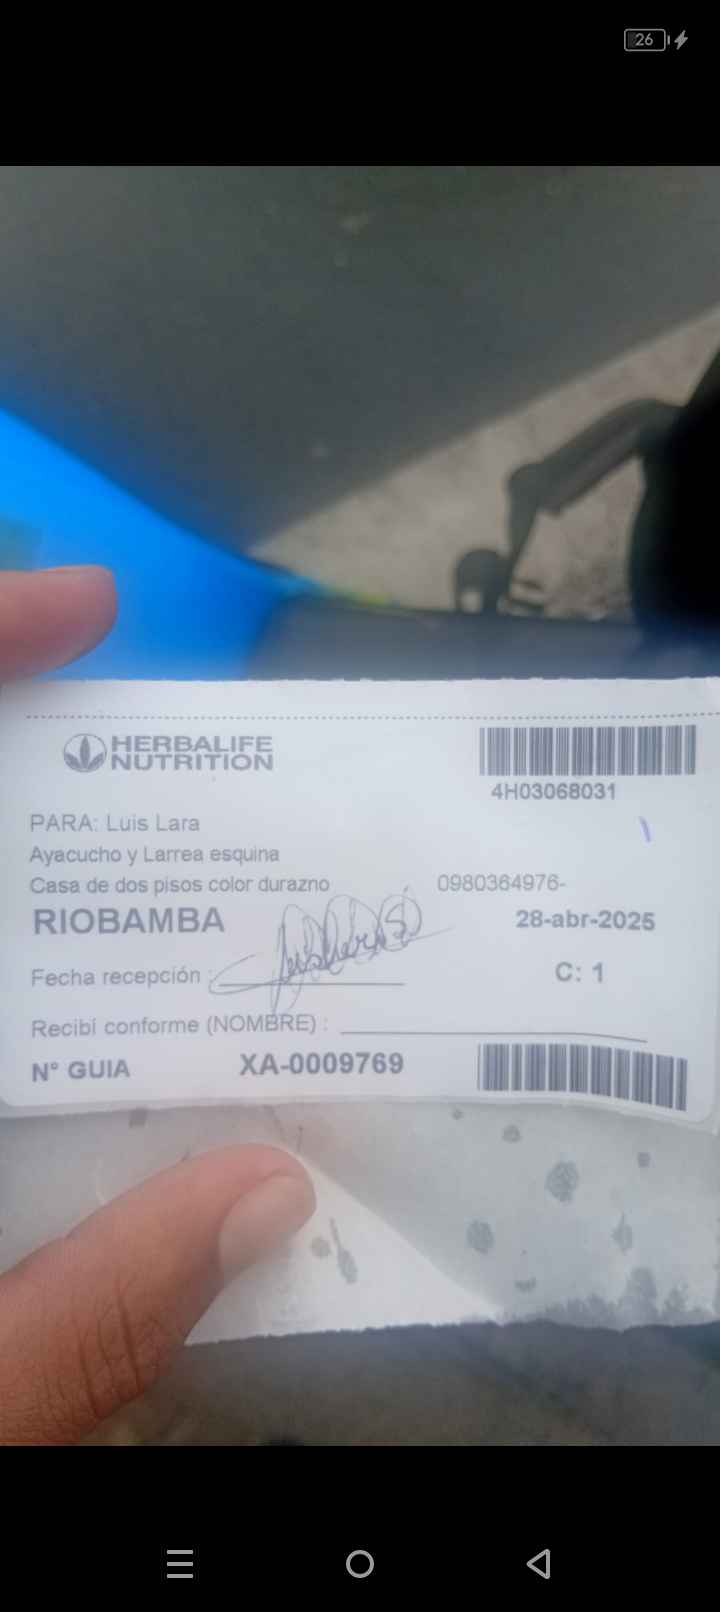 26
HERBALIFE
NUTRITION
4H03068031
PARA: Luis Lara
Ayacucho y Larrea esquina
Casa de dos pisos color durazno 0980364976-
RIOBAMBA 28-abr-2025
Fecha recepción :
C: 1
Recibí conforme (NOMBRE) :
N° GUIA XA-0009769